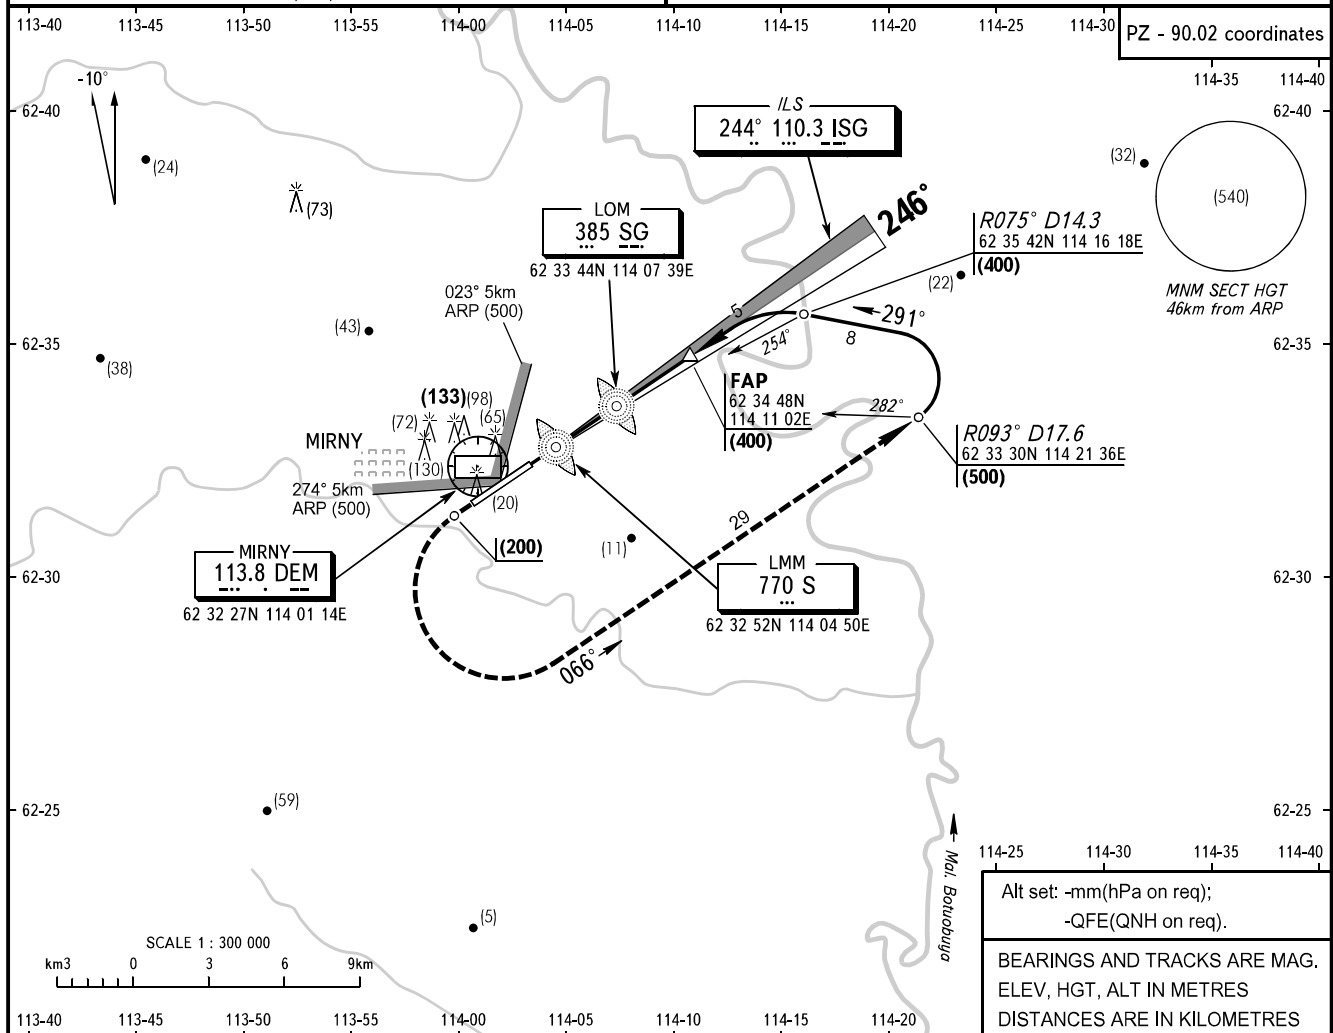 113-40 113-45 113-50 113-55 114-00 114-05 114-10 114-15 114-20 114-25 114-30
PZ - 90.02 coordinates
114-35 114-40
-10°
62-40 62-40
ILS
244° 110.3 ISG
(24)
(32)
(540)
(73)
LOM
385 SG
62 33 44N 114 07 39E
246°
R075° D14.3
62 35 42N 114 16 18E
(400)
(22)
MNM SECT HGT
46km from ARP
023° 5km
ARP (500)
(43)
5
291°
8
254°
62-35 62-35
(38)
FAP
62 34 48N
114 11 02E
(400)
282°
(133) (98)
(72) (65)
MIRNY
(130)
R093° D17.6
62 33 30N 114 21 36E
(500)
274° 5km
ARP (500)
(20)
29
(200)
(11)
MIRNY
113.8 DEM
62 32 27N 114 01 14E
LMM
770 S
62 32 52N 114 04 50E
62-30 62-30
066°
62-25 62-25
(59)
114-25 114-30 114-35 114-40
Mal. Botuobuya
(5)
Alt set: -mm(hPa on req);
-QFE(QNH on req).
SCALE 1 : 300 000
km3 0 3 6 9km
BEARINGS AND TRACKS ARE MAG.
ELEV, HGT, ALT IN METRES
DISTANCES ARE IN KILOMETRES
113-40 113-45 113-50 113-55 114-00 114-05 114-10 114-15 114-20